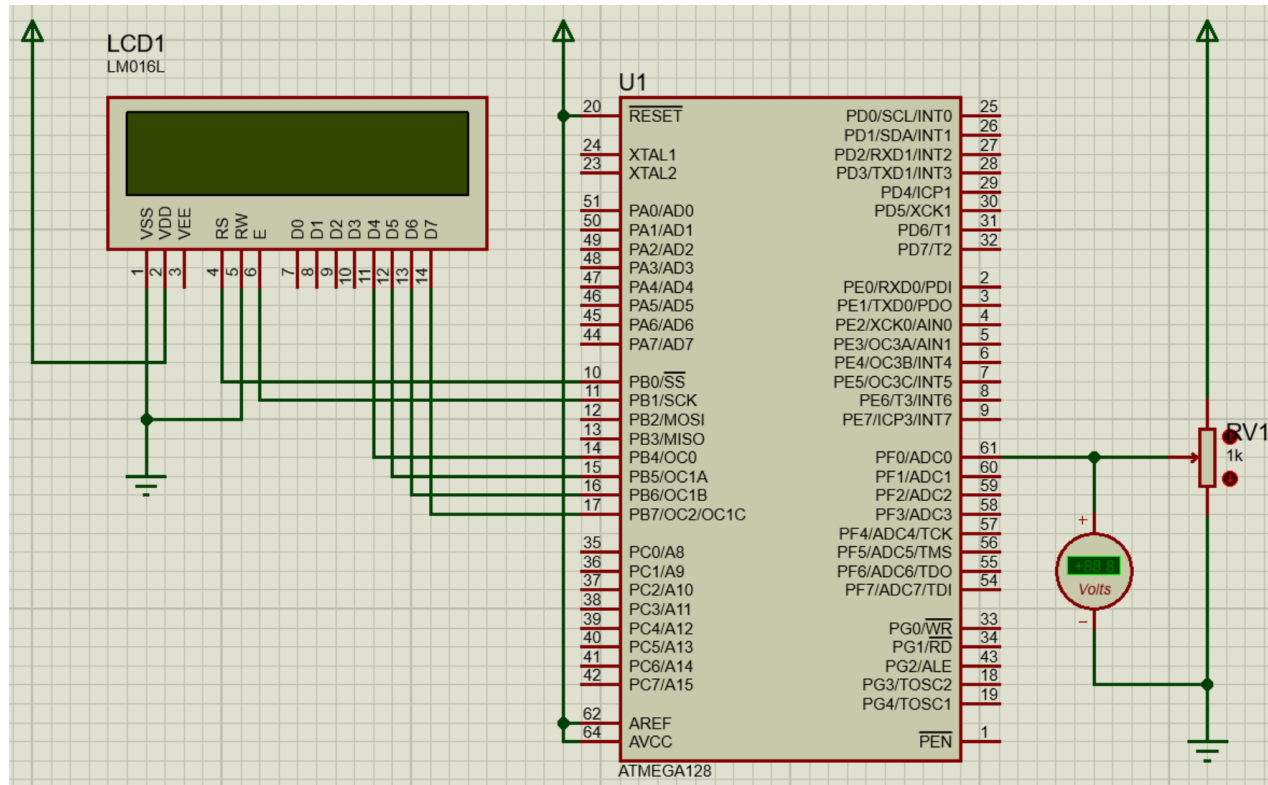 LCD1
LM016L
VSS
VDD
VEE
RS
RW
E
D0
D1
D2
D3
D4
D5
D6
D7
1
2
3
4
5
6
7
8
9
10
11
12
13
14
U1
20 RESET
24 XTAL1
23 XTAL2
51 PA0/AD0
50 PA1/AD1
49 PA2/AD2
48 PA3/AD3
47 PA4/AD4
46 PA5/AD5
45 PA6/AD6
44 PA7/AD7
10 PB0/SS
11 PB1/SCK
12 PB2/MOSI
13 PB3/MISO
14 PB4/OC0
15 PB5/OC1A
16 PB6/OC1B
17 PB7/OC2/OC1C
35 PC0/A8
36 PC1/A9
37 PC2/A10
38 PC3/A11
39 PC4/A12
40 PC5/A13
41 PC6/A14
42 PC7/A15
62 AREF
64 AVCC
PD0/SCL/INT0 25
PD1/SDA/INT1 26
PD2/RXD1/INT2 27
PD3/TXD1/INT3 28
PD4/ICP1 29
PD5/XCK1 30
PD6/T1 31
PD7/T2 32
PE0/RXD0/PDI 2
PE1/TXD0/PDO 3
PE2/XCK0/AIN0 4
PE3/OC3A/AIN1 5
PE4/OC3B/INT4 6
PE5/OC3C/INT5 7
PE6/T3/INT6 8
PE7/ICP3/INT7 9
PF0/ADC0 61
PF1/ADC1 60
PF2/ADC2 59
PF3/ADC3 58
PF4/ADC4/TCK 57
PF5/ADC5/TMS 56
PF6/ADC6/TDO 55
PF7/ADC7/TDI 54
PG0/WR 33
PG1/RD 34
PG2/ALE 43
PG3/TOSC2 18
PG4/TOSC1 19
PEN 1
ATMEGA128
RV1
1k
+
+88.8
Volts
−